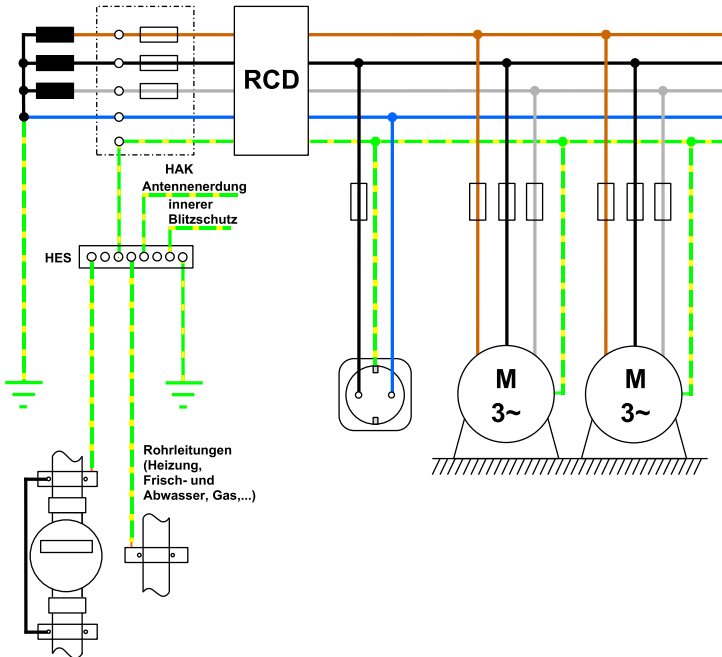 RCD
HAK
Antennenerdung
innerer
Blitzschutz
HES
M
3~
M
3~
Rohrleitungen
(Heizung,
Frisch- und
Abwasser, Gas,...)